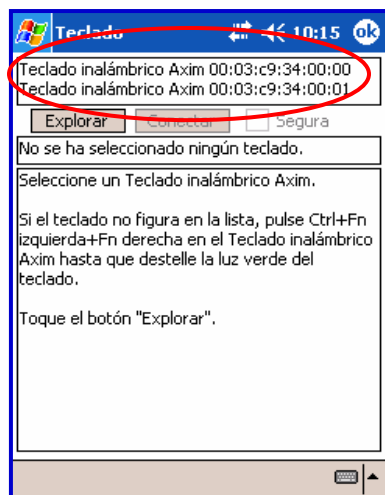 Teclado 10:15 ok
Teclado inalámbrico Axim 00:03:c9:34:00:00
Teclado inalámbrico Axim 00:03:c9:34:00:01
Explorar Conectar Segura
No se ha seleccionado ningún teclado.
Seleccione un Teclado inalámbrico Axim.
Si el teclado no figura en la lista, pulse Ctrl+Fn
izquierda+Fn derecha en el Teclado inalámbrico
Axim hasta que destelle la luz verde del
teclado.
Toque el botón "Explorar".